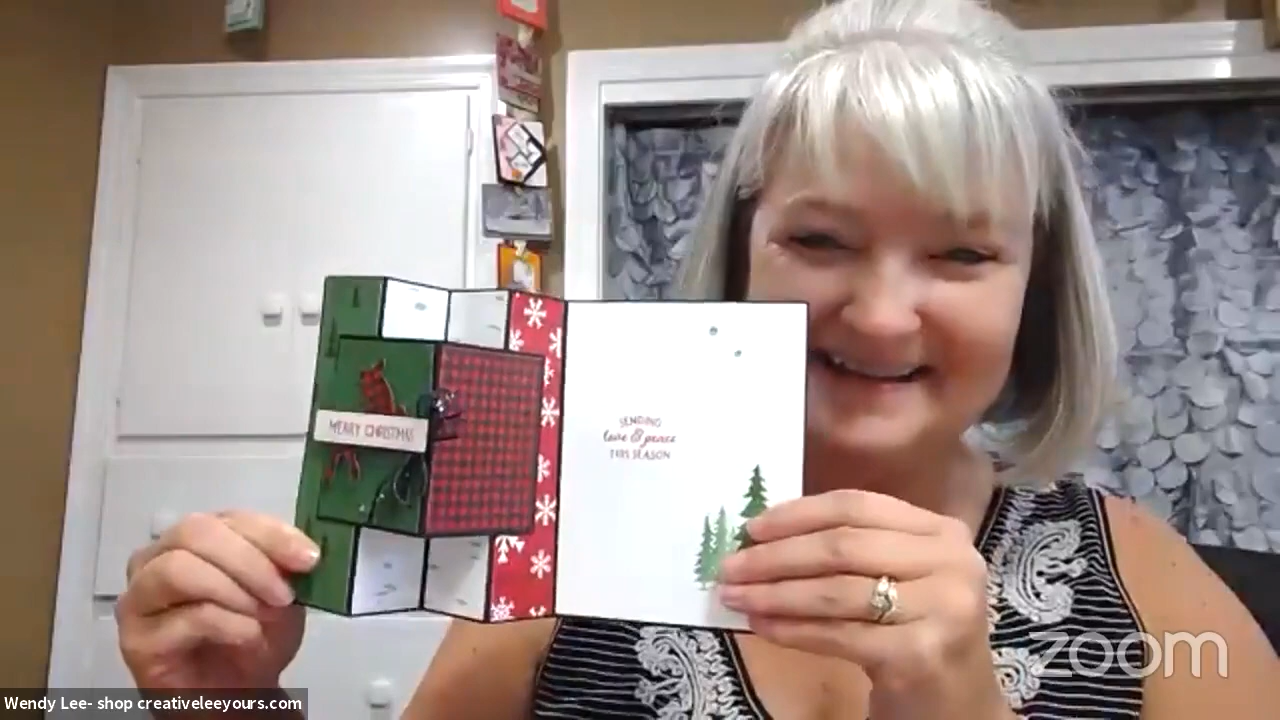 MERRY CHRISTMAS
SENDING
love & peace
THIS SEASON
zoom
Wendy Lee- shop creativeleeyours.com